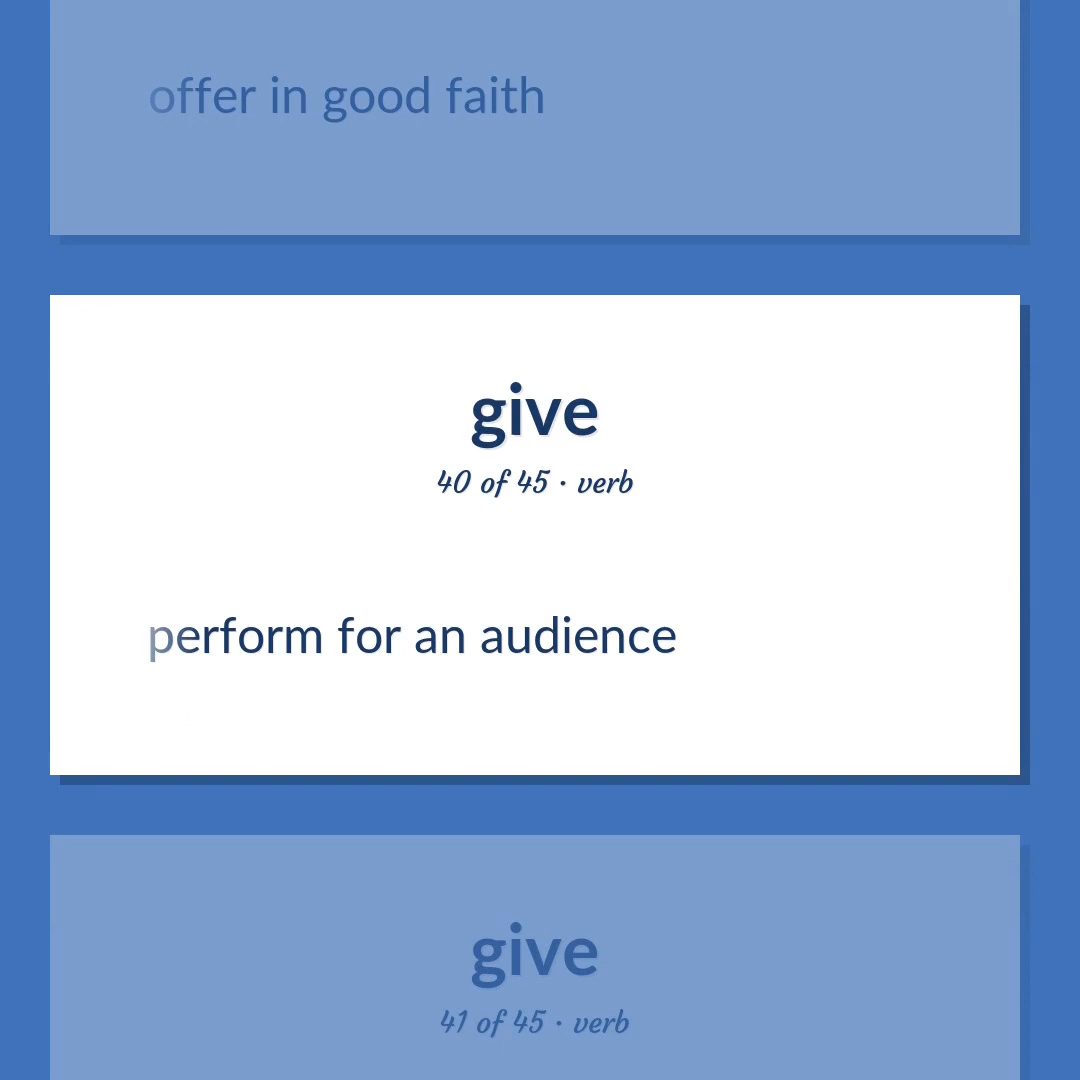 offer in good faith
give
40 of 45 · verb
perform for an audience
give
41 of 45 · verb